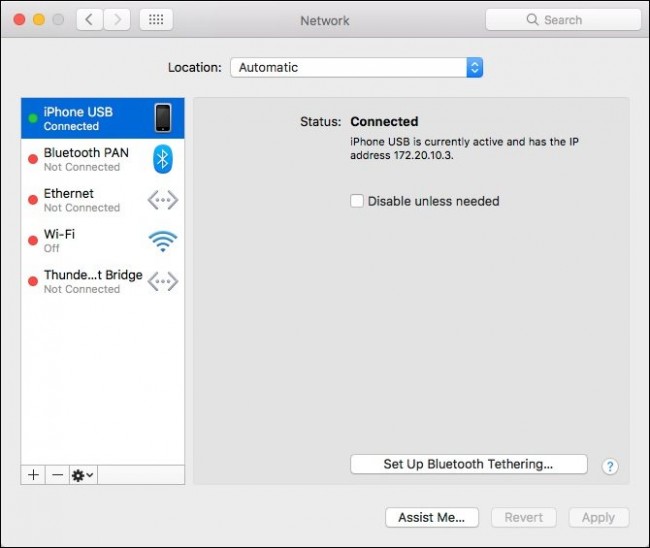 Network
Search
Location: Automatic
iPhone USB
Connected
Bluetooth PAN
Not Connected
Ethernet
Not Connected
Wi-Fi
Off
Thunde...t Bridge
Not Connected
Status: Connected
iPhone USB is currently active and has the IP
address 172.20.10.3.
Disable unless needed
+ −
Set Up Bluetooth Tethering...
?
Assist Me...
Revert
Apply